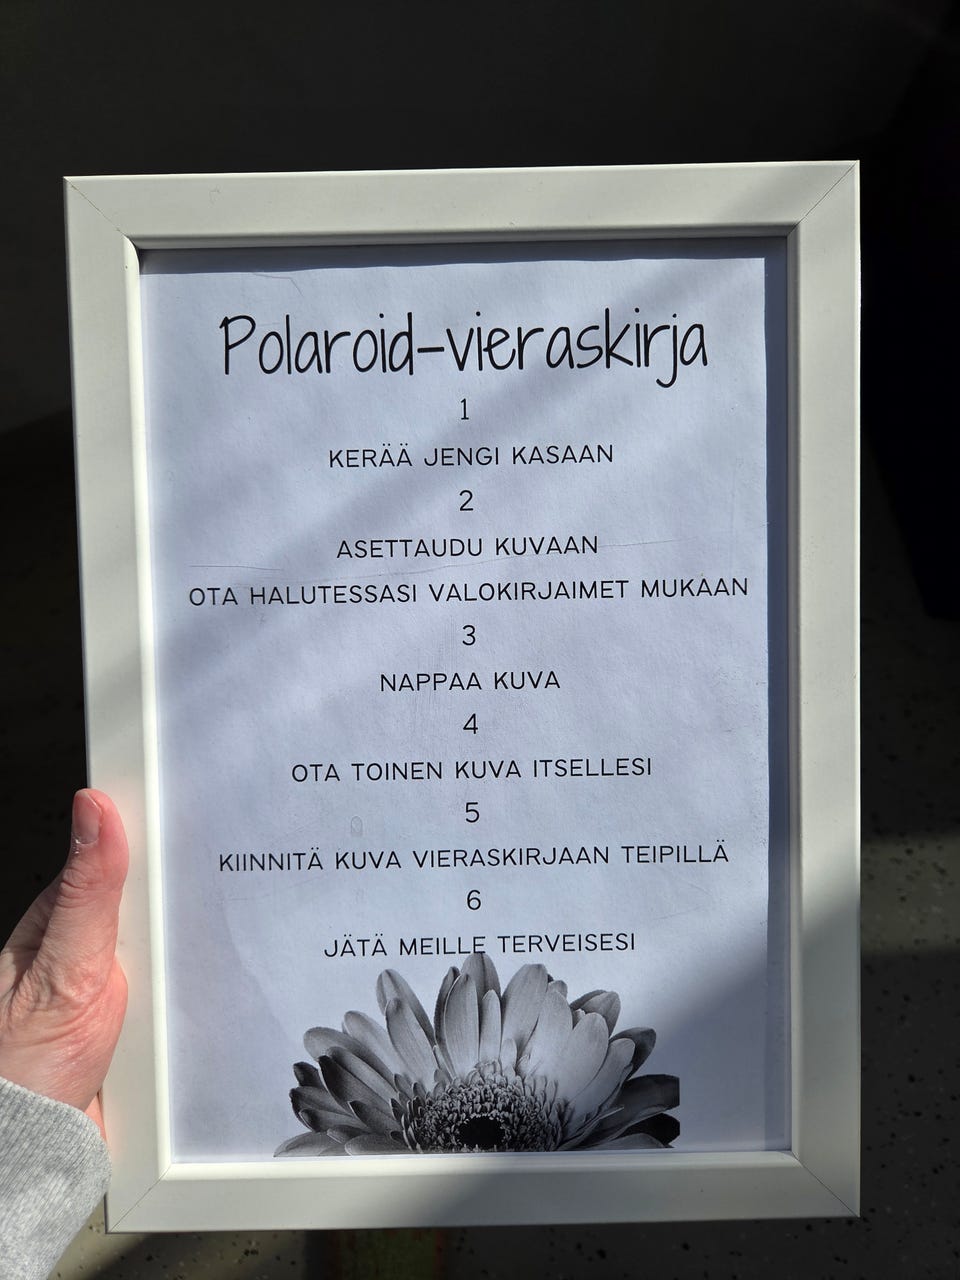 Polaroid-vieraskirja
1
KERÄÄ JENGI KASAAN
2
ASETTAUDU KUVAAN
OTA HALUTESSASI VALOKIRJAIMET MUKAAN
3
NAPPAA KUVA
4
OTA TOINEN KUVA ITSELLESI
5
KIINNITÄ KUVA VIERASKIRJAAN TEIPILLÄ
6
JÄTÄ MEILLE TERVEISESI